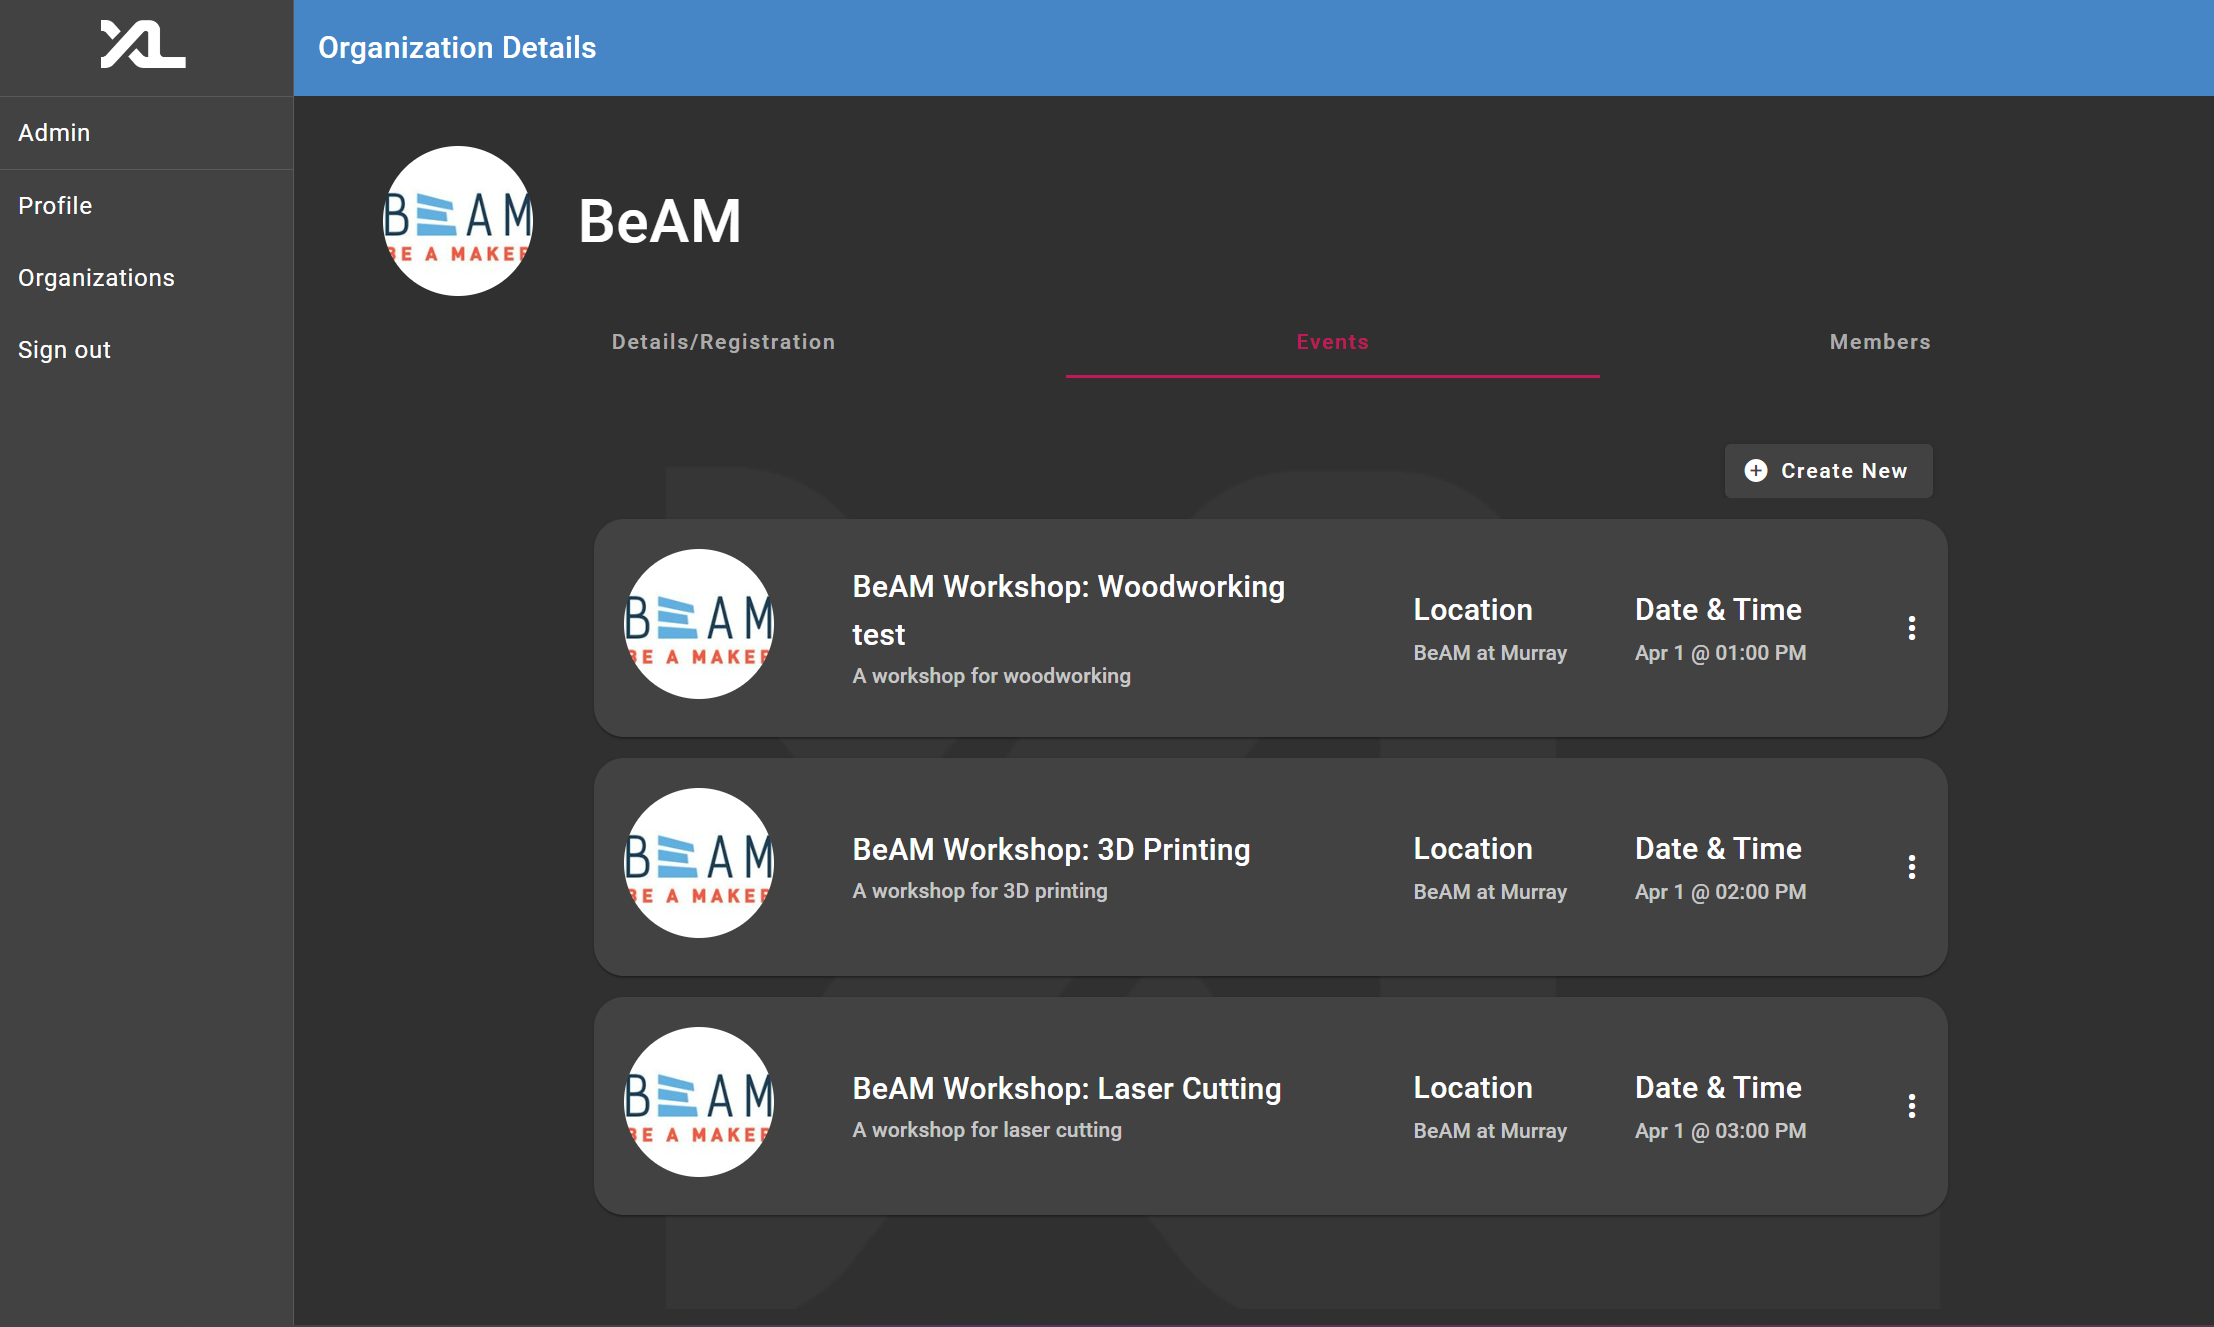 XL
Organization Details
Admin
Profile
Organizations
Sign out
BEAM
BE A MAKER
BeAM
Details/Registration
Events
Members
Create New
BEAM
BE A MAKER
BeAM Workshop: Woodworking
test
A workshop for woodworking
Location
BeAM at Murray
Date & Time
Apr 1 @ 01:00 PM
BEAM
BE A MAKER
BeAM Workshop: 3D Printing
A workshop for 3D printing
Location
BeAM at Murray
Date & Time
Apr 1 @ 02:00 PM
BEAM
BE A MAKER
BeAM Workshop: Laser Cutting
A workshop for laser cutting
Location
BeAM at Murray
Date & Time
Apr 1 @ 03:00 PM